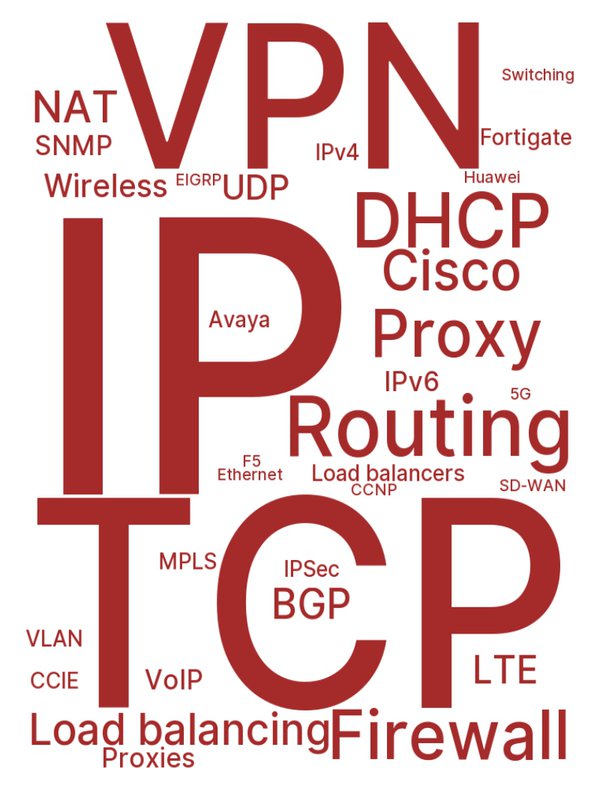 VPN
Switching
NAT
SNMP
IPv4
Fortigate
Wireless
EIGRP
UDP
Huawei
DHCP
IP
Cisco
Avaya
Proxy
IPv6
5G
Routing
F5
Ethernet
Load balancers
CCNP
SD-WAN
TCP
MPLS
IPSec
BGP
VLAN
CCIE
VoIP
LTE
Load balancing
Firewall
Proxies